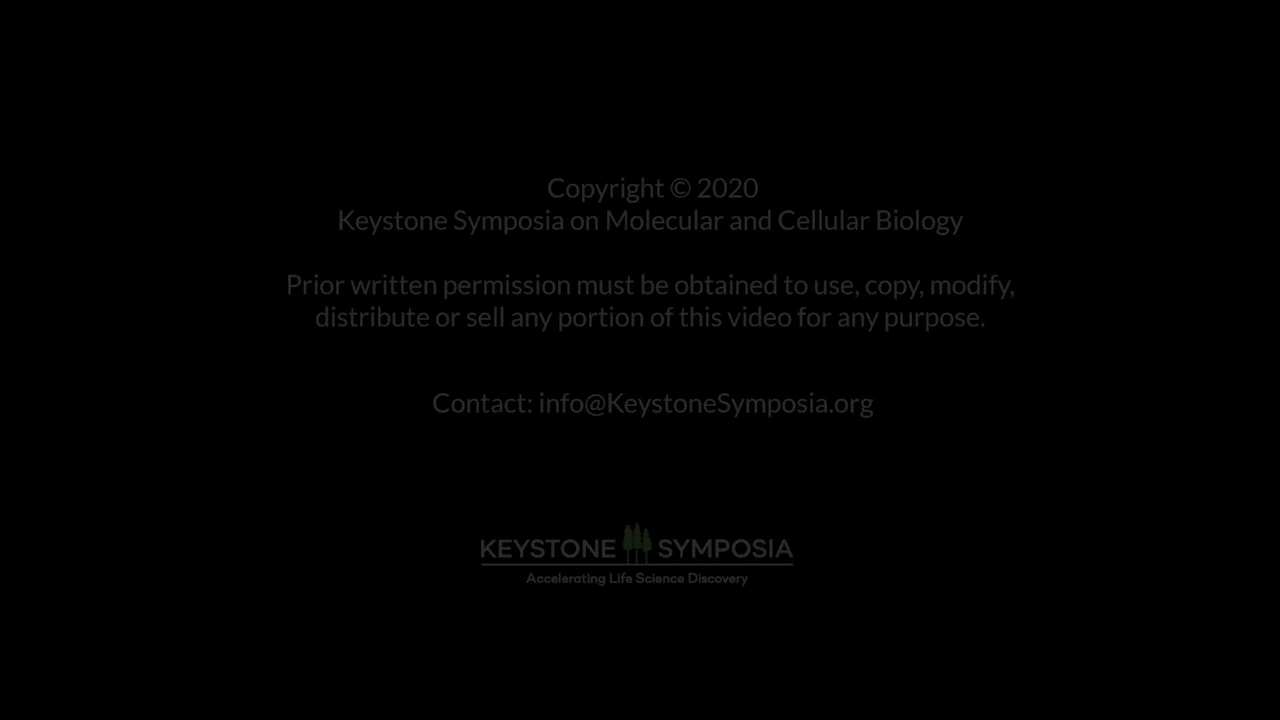 Copyright © 2020
Keystone Symposia on Molecular and Cellular Biology
Prior written permission must be obtained to use, copy, modify,
distribute or sell any portion of this video for any purpose.
Contact: info@KeystoneSymposia.org
KEYSTONE SYMPOSIA
Accelerating Life Science Discovery